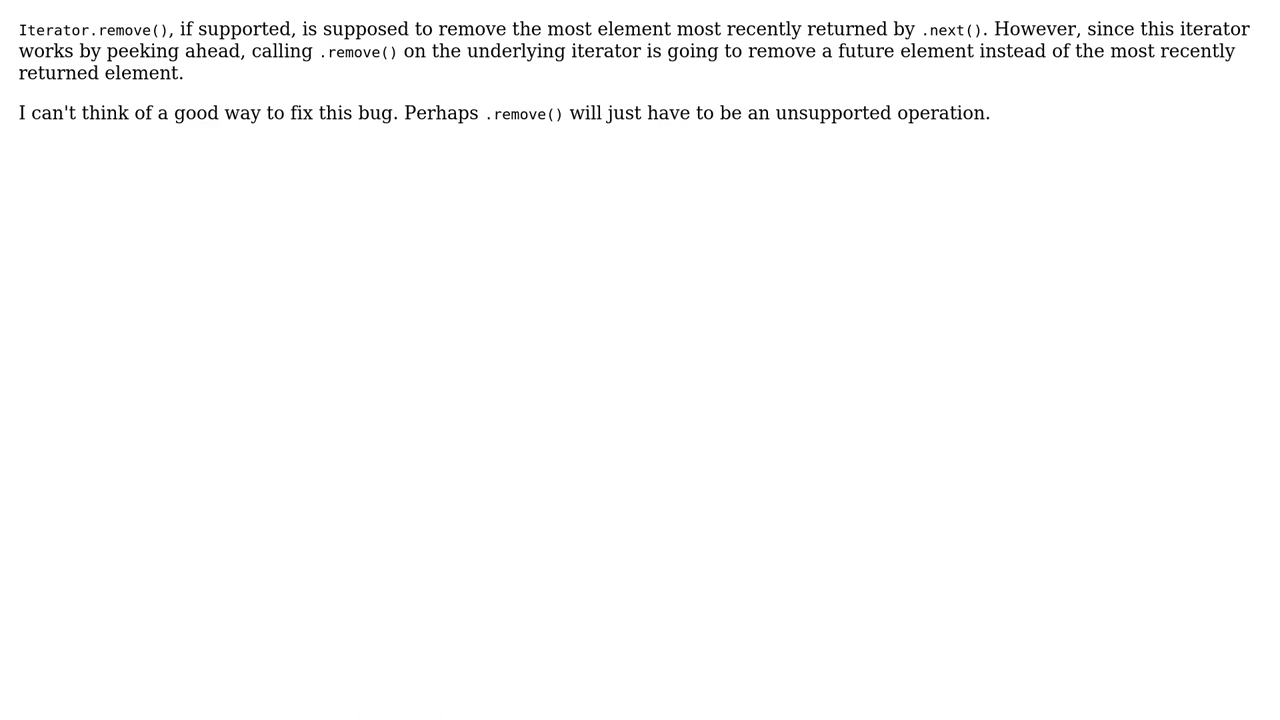 Iterator.remove(), if supported, is supposed to remove the most element most recently returned by .next(). However, since this iterator
works by peeking ahead, calling .remove() on the underlying iterator is going to remove a future element instead of the most recently
returned element.
I can't think of a good way to fix this bug. Perhaps .remove() will just have to be an unsupported operation.